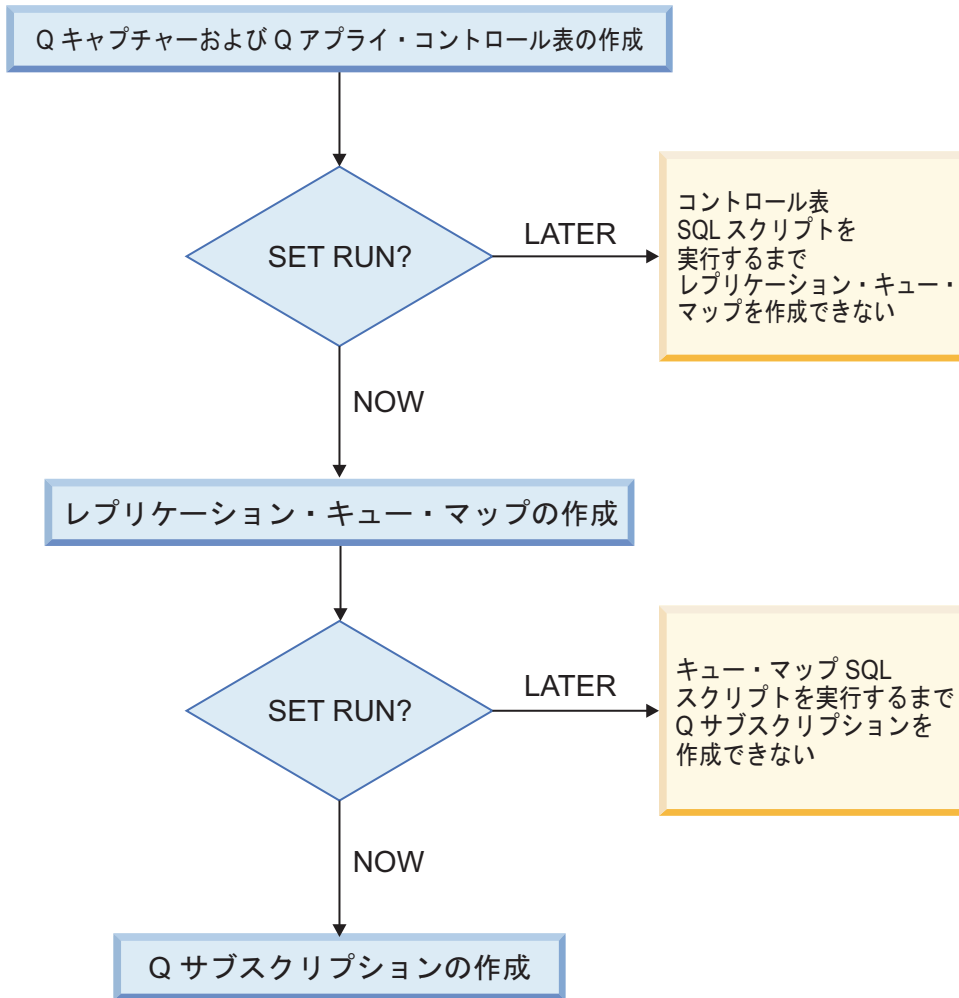 Q キャプチャーおよび Q アプライ・コントロール表の作成
SET RUN?
LATER
コントロール表
SQL スクリプトを
実行するまで
レプリケーション・キュー・
マップを作成できない
NOW
レプリケーション・キュー・マップの作成
SET RUN?
LATER
キュー・マップ SQL
スクリプトを実行するまで
Q サブスクリプションを
作成できない
NOW
Q サブスクリプションの作成